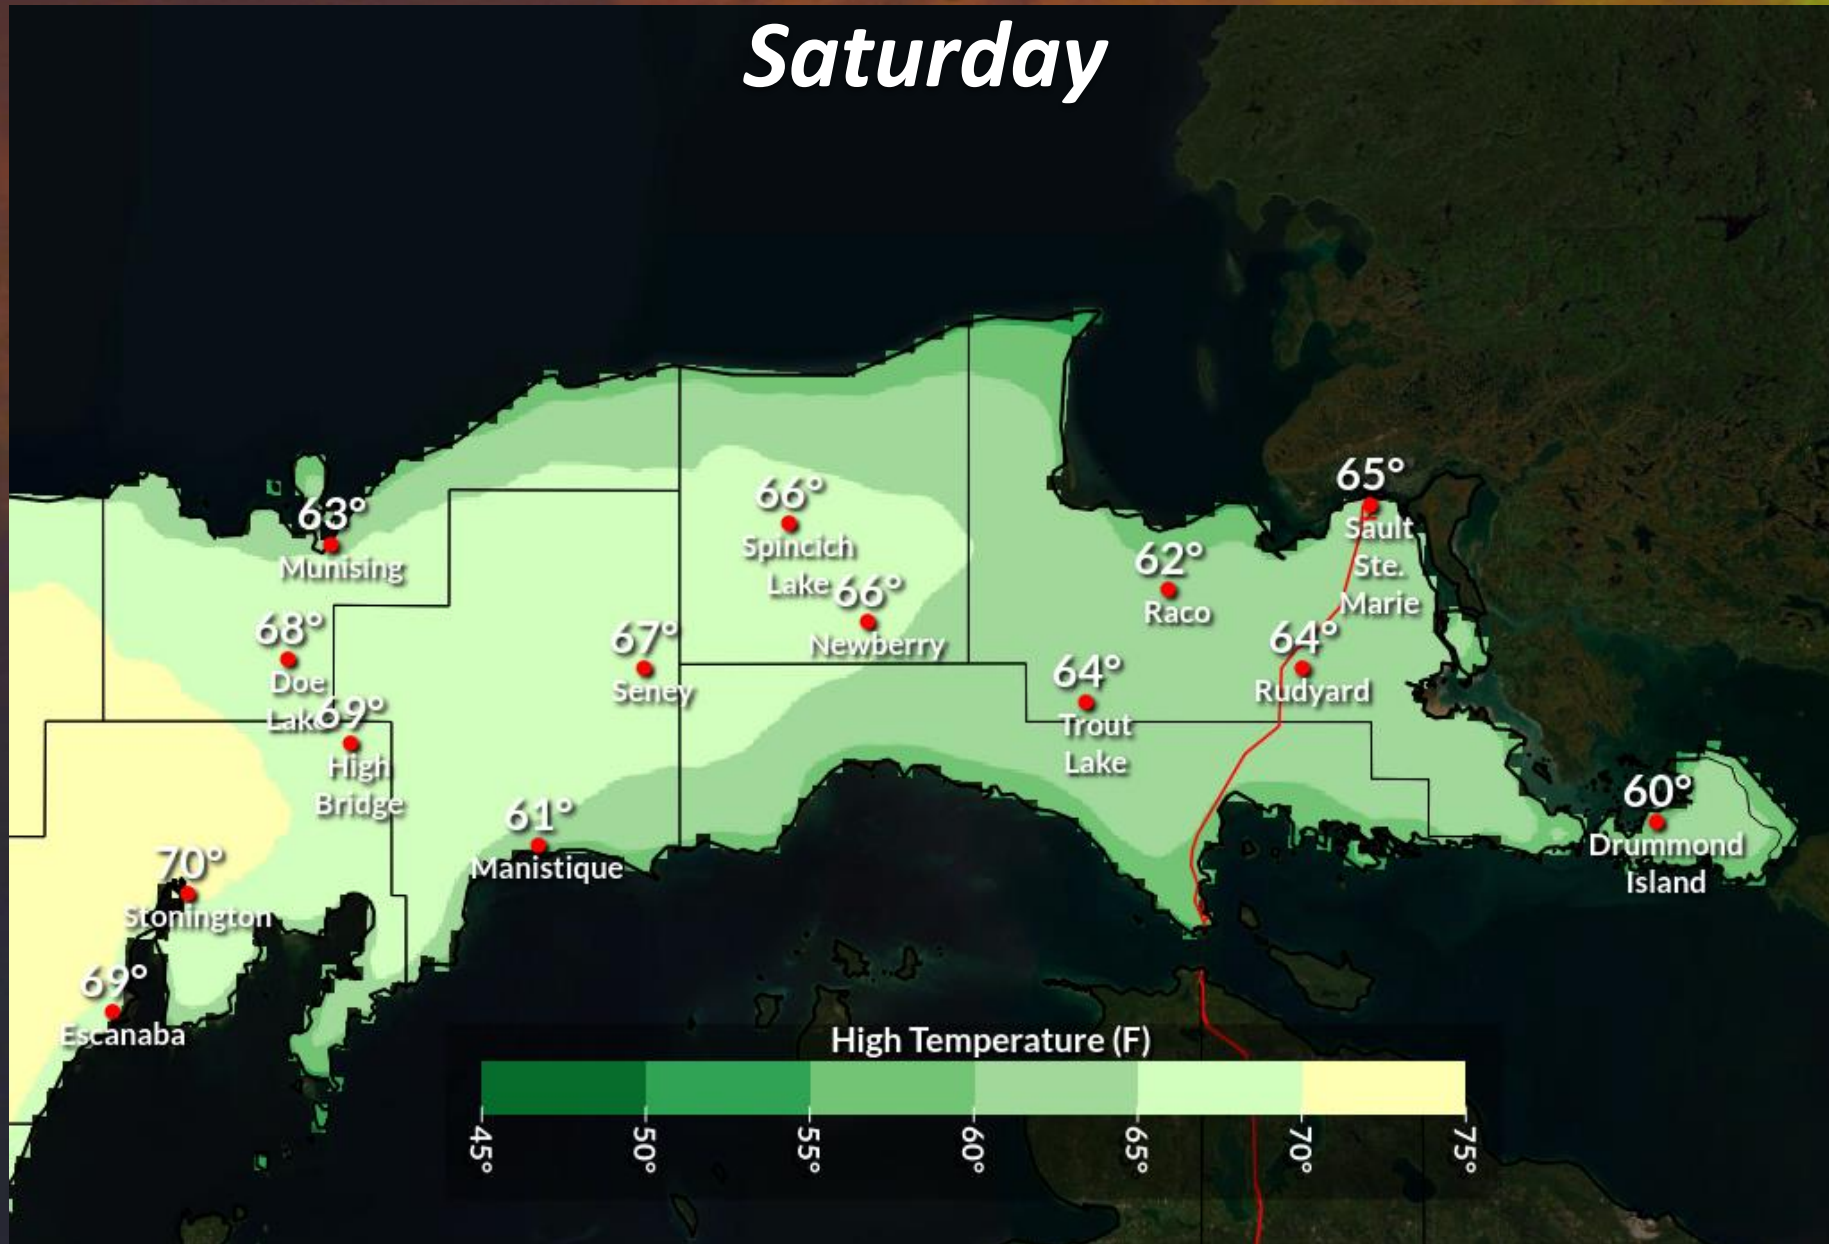 Saturday
65°
Sault
Ste.
Marie
66°
Spincich
Lake
63°
Munising
62°
Raco
66°
Newberry
68°
Doe
Lake
67°
Seney
64°
Rudyard
64°
Trout
Lake
69°
High
Bridge
61°
Manistique
60°
Drummond
Island
70°
Stonington
69°
Escanaba
High Temperature (F)
45° 50° 55° 60° 65° 70° 75°